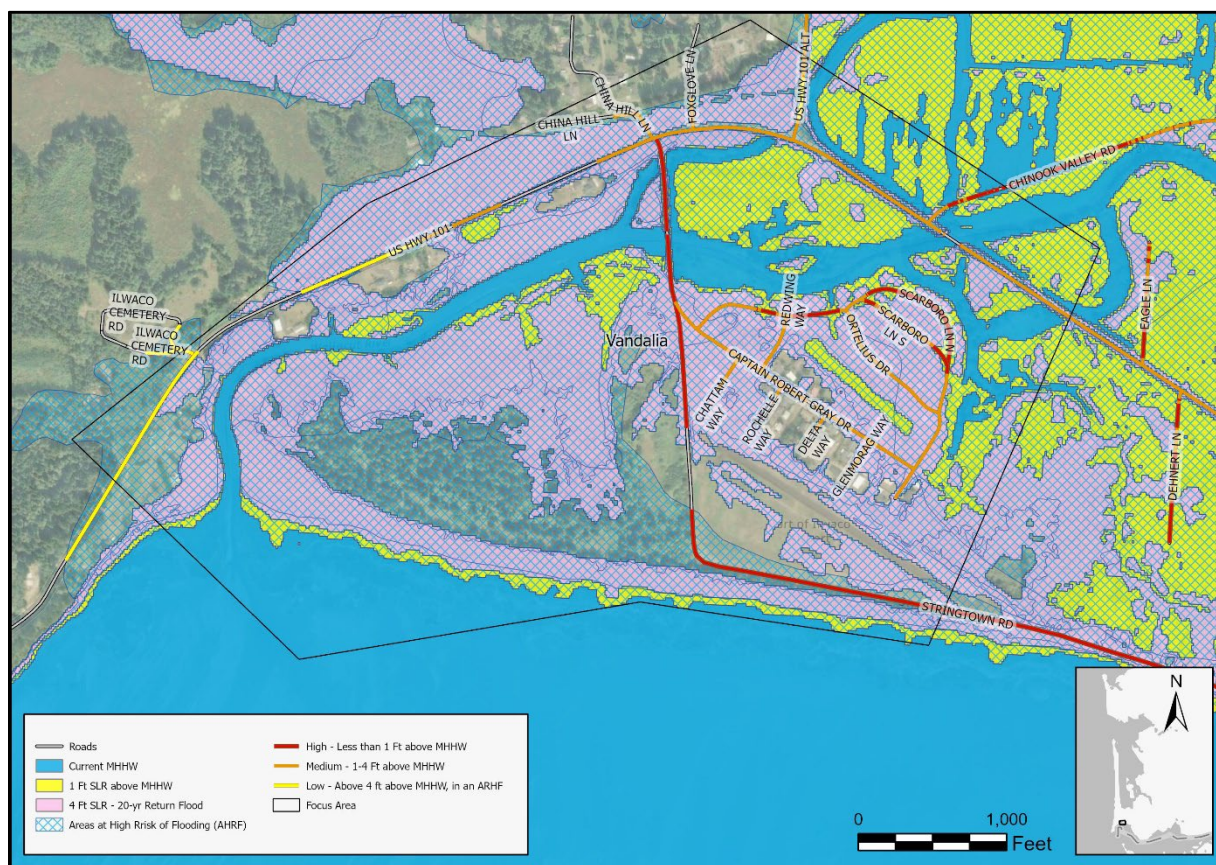 FOXGLOVE LN
US HWY 101 ALT
CHINA HILL LN
CHINA HILL
LN
CHINOOK VALLEY RD
US HWY 101
ILWACO
CEMETERY
RD
ILWACO
CEMETERY
RD
REDWING
WAY
SCARBORO LN N
SCARBORO
LN S
EAGLE LN
Vandalia
ORTELIUS DR
CAPTAIN ROBERT GRAY DR
CHATTAM
WAY
ROCHELLE
WAY
DELTA
WAY
GLENMORAG WAY
DEHNERT LN
ort of Ilwaco
STRINGTOWN RD
N
Roads
Current MHHW
1 Ft SLR above MHHW
4 Ft SLR - 20-yr Return Flood
Areas at High Rrisk of Flooding (AHRF)
High - Less than 1 Ft above MHHW
Medium - 1-4 Ft above MHHW
Low - Above 4 ft above MHHW, in an ARHF
Focus Area
0 1,000
Feet